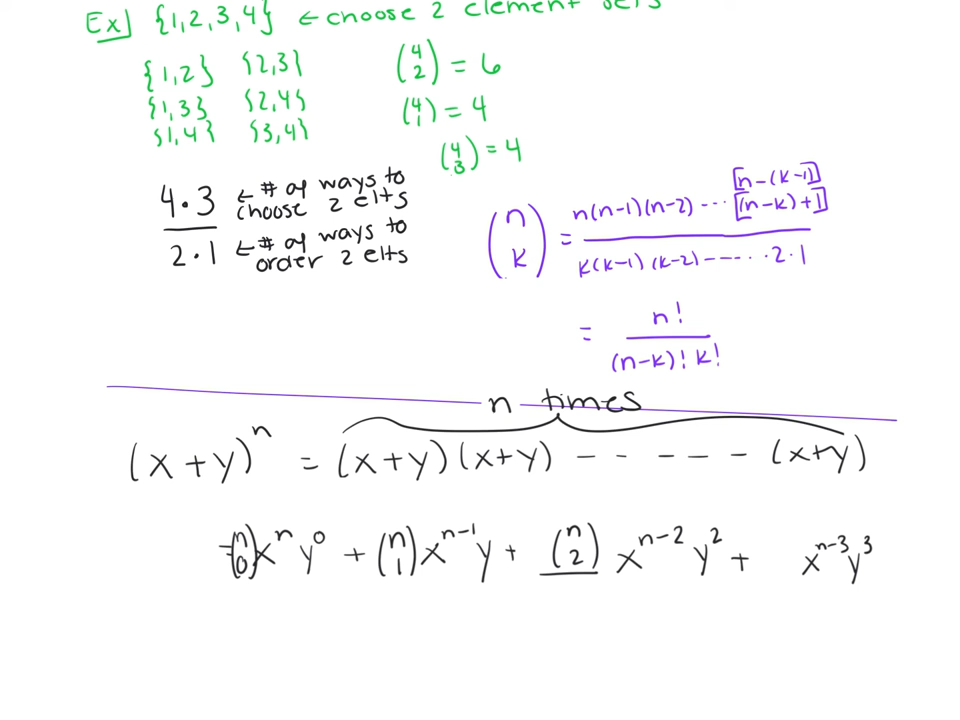 Ex] {1,2,3,4} ← choose 2 element sets
{1,2} {2,3} (4 2) = 6
{1,3} {2,4} (4 1) = 4
{1,4} {3,4} (4 3) = 4
4·3 ← # of ways to choose 2 elts
2·1 ← # of ways to order 2 elts
[n-(k-1)]
(n k) = n(n-1)(n-2)···[(n-k)+1]
k(k-1)(k-2)-----··2·1
= n!
(n-k)! k!
n times
(x+y)^n = (x+y)(x+y) ----- (x+y)
=(n 0)x^n y^0 + (n 1)x^{n-1}y + (n 2) x^{n-2}y^2 + x^{n-3}y^3